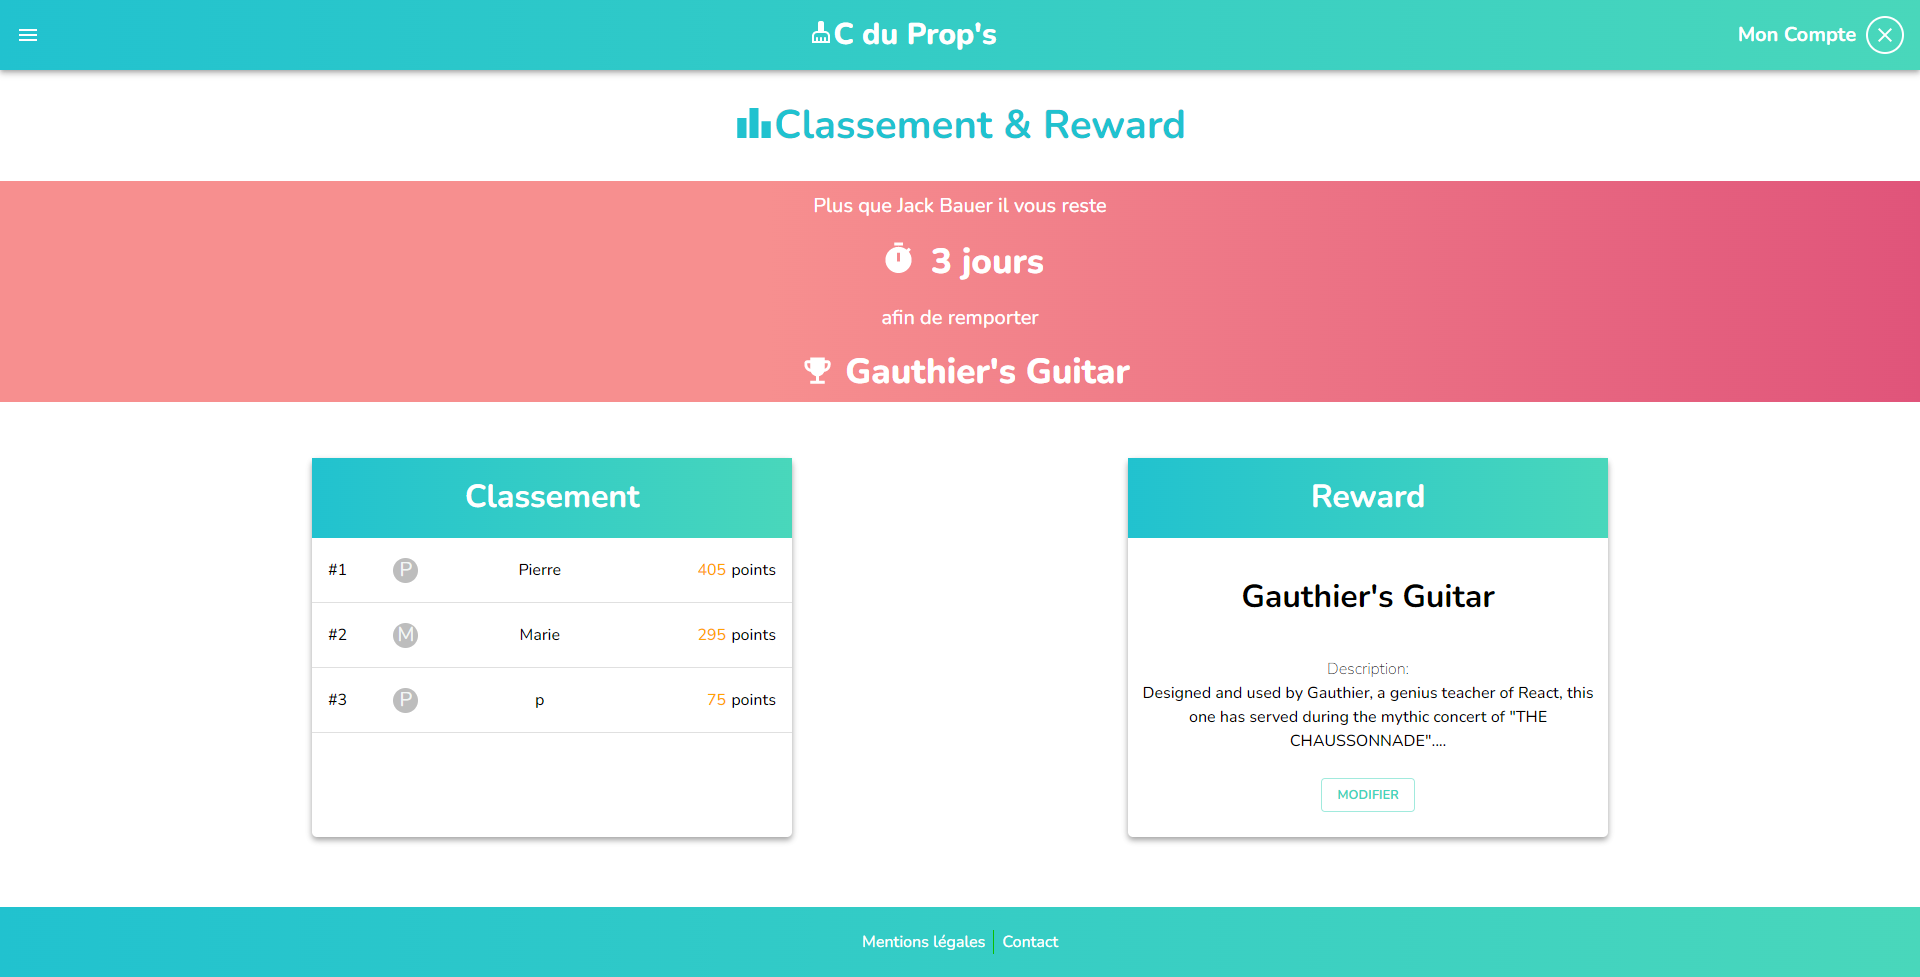 C du Prop's
Mon Compte
Classement & Reward
Plus que Jack Bauer il vous reste
3 jours
afin de remporter
Gauthier's Guitar
Classement
#1 P Pierre 405 points
#2 M Marie 295 points
#3 P p 75 points
Reward
Gauthier's Guitar
Description:
Designed and used by Gauthier, a genius teacher of React, this
one has served during the mythic concert of "THE
CHAUSSONNADE"....
MODIFIER
Mentions légales Contact